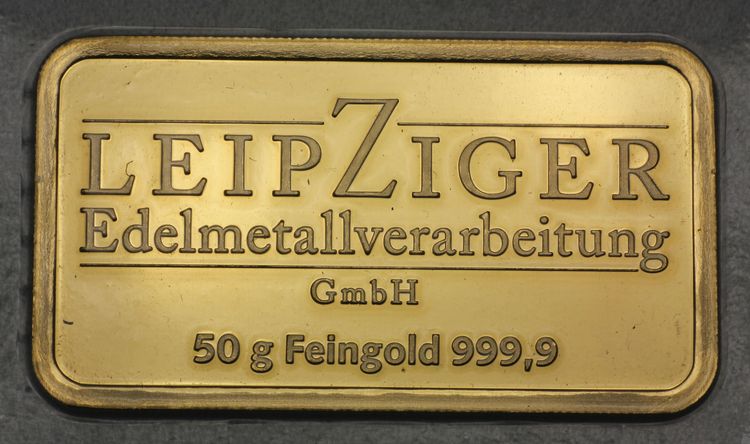 LEIPZIGER
Edelmetallverarbeitung
GmbH
50 g Feingold 999,9